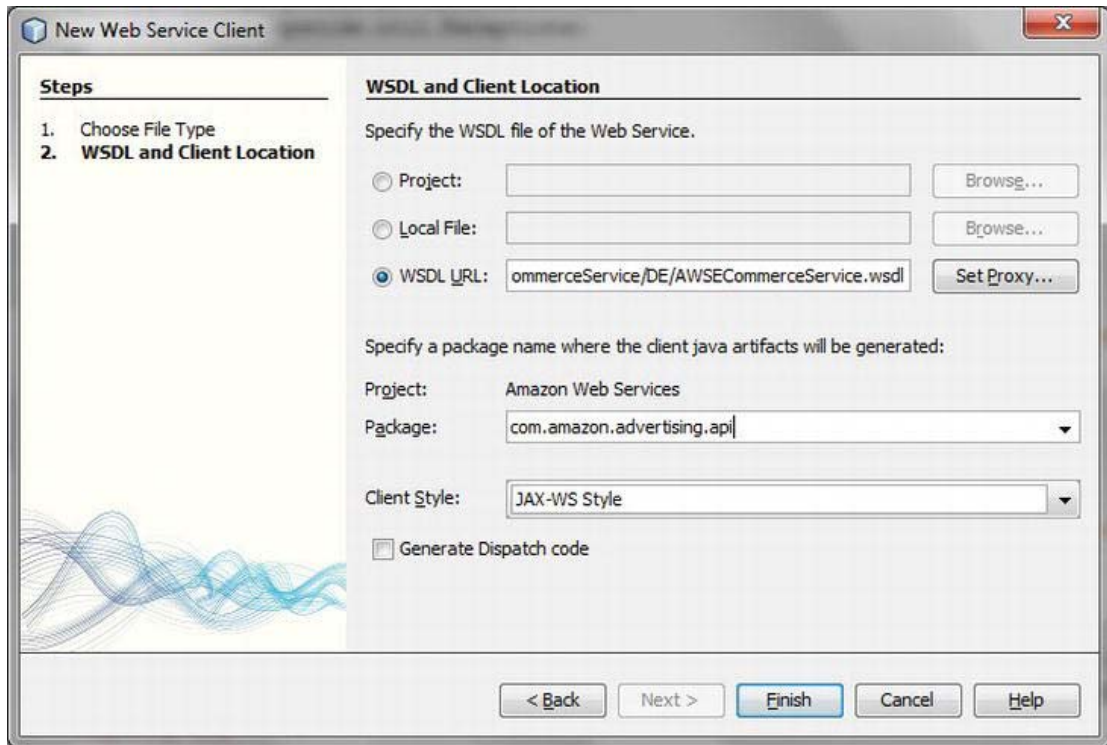 New Web Service Client
X
Steps
1. Choose File Type
2. WSDL and Client Location
WSDL and Client Location
Specify the WSDL file of the Web Service.
Project:
Browse...
Local File:
Browse...
WSDL URL: ommerceService/DE/AWSECommerceService.wsdl Set Proxy...
Specify a package name where the client java artifacts will be generated:
Project: Amazon Web Services
Package: com.amazon.advertising.api
Client Style: JAX-WS Style
Generate Dispatch code
< Back Next > Finish Cancel Help